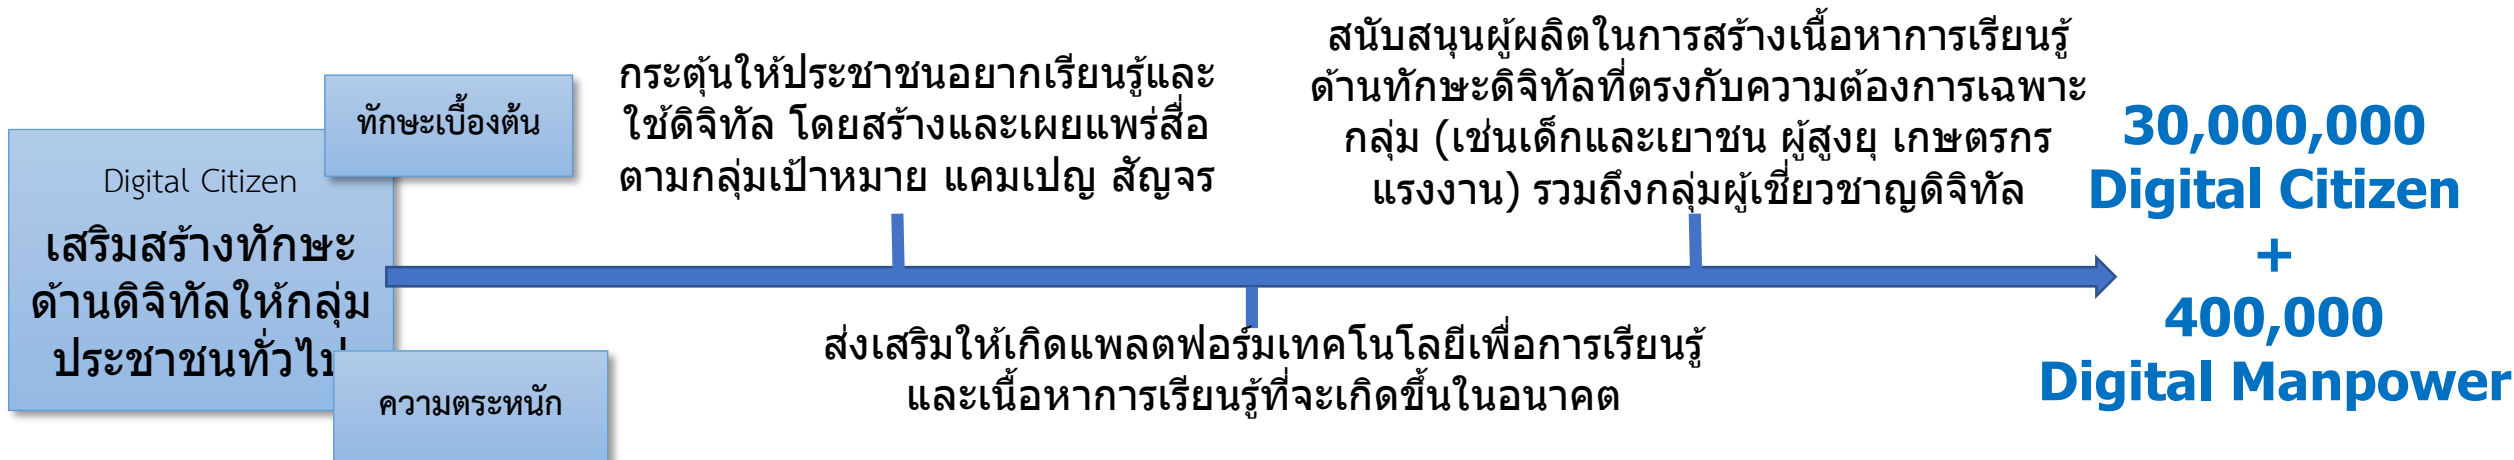 ทักษะเบื้องต้น
Digital Citizen
เสริมสร้างทักษะ
ด้านดิจิทัลให้กลุ่ม
ประชาชนทั่วไป
ความตระหนัก
กระตุ้นให้ประชาชนอยากเรียนรู้และ
ใช้ดิจิทัล โดยสร้างและเผยแพร่สื่อ
ตามกลุ่มเป้าหมาย แคมเปญ สัญจร
ส่งเสริมให้เกิดแพลตฟอร์มเทคโนโลยีเพื่อการเรียนรู้
และเนื้อหาการเรียนรู้ที่จะเกิดขึ้นในอนาคต
สนับสนุนผู้ผลิตในการสร้างเนื้อหาการเรียนรู้
ด้านทักษะดิจิทัลที่ตรงกับความต้องการเฉพาะ
กลุ่ม (เช่นเด็กและเยาชน ผู้สูงยุ เกษตรกร
แรงงาน) รวมถึงกลุ่มผู้เชี่ยวชาญดิจิทัล
30,000,000
Digital Citizen
+
400,000
Digital Manpower